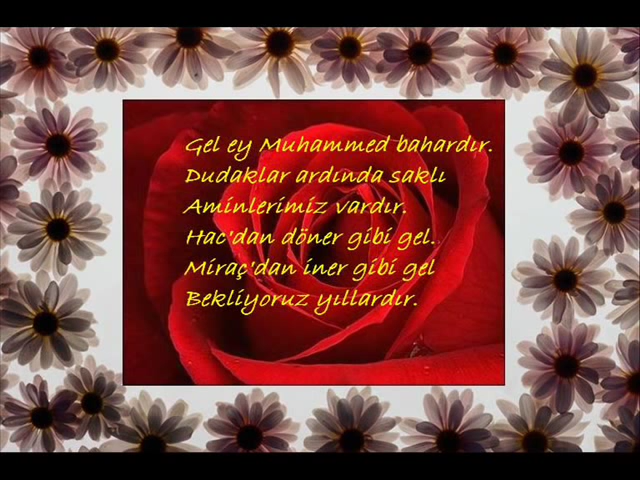 Gel ey Muhammed bahardır.
Dudaklar ardında saklı
Aminlerimiz vardır.
Hac'dan döner gibi gel.
Miraç'dan iner gibi gel
Bekliyoruz yıllardır.